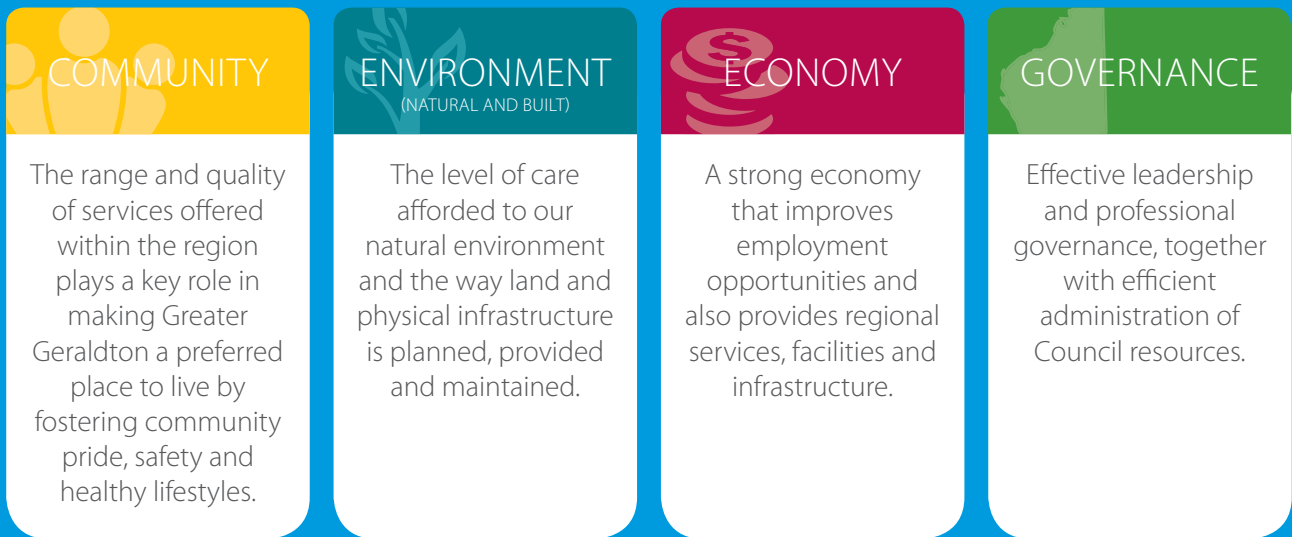 COMMUNITY
The range and quality
of services offered
within the region
plays a key role in
making Greater
Geraldton a preferred
place to live by
fostering community
pride, safety and
healthy lifestyles.
ENVIRONMENT
(NATURAL AND BUILT)
The level of care
afforded to our
natural environment
and the way land and
physical infrastructure
is planned, provided
and maintained.
$
ECONOMY
A strong economy
that improves
employment
opportunities and
also provides regional
services, facilities and
infrastructure.
GOVERNANCE
Effective leadership
and professional
governance, together
with efficient
administration of
Council resources.